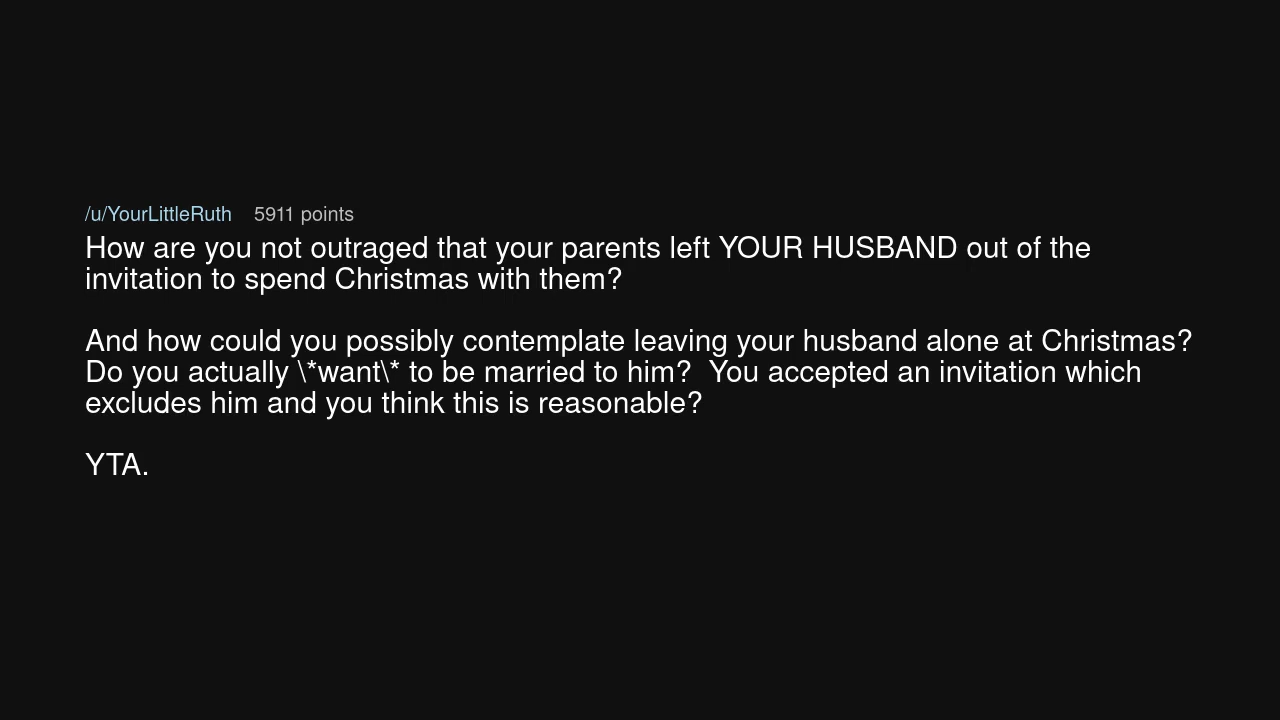 /u/YourLittleRuth 5911 points
How are you not outraged that your parents left YOUR HUSBAND out of the
invitation to spend Christmas with them?
And how could you possibly contemplate leaving your husband alone at Christmas?
Do you actually \*want\* to be married to him?  You accepted an invitation which
excludes him and you think this is reasonable?
YTA.